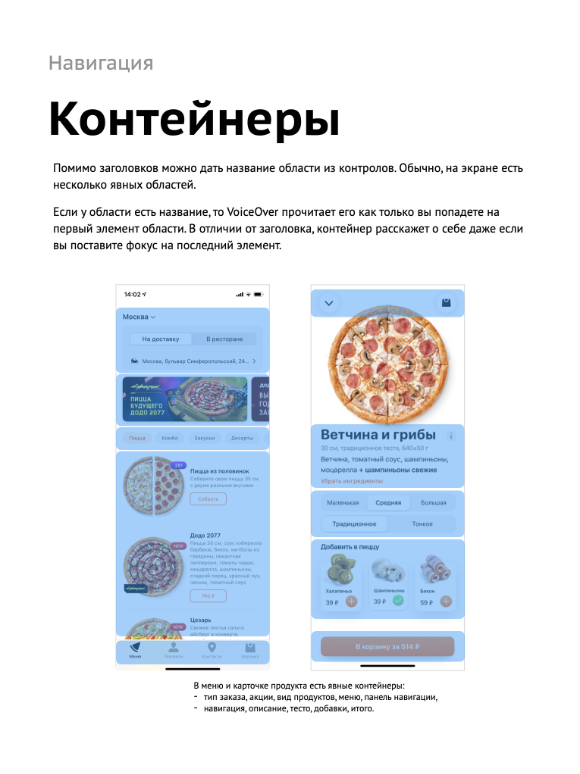 Навигация
Контейнеры
Помимо заголовков можно дать название области из контролов. Обычно, на экране есть
несколько явных областей.
Если у области есть название, то VoiceOver прочитает его как только вы попадете на
первый элемент области. В отличии от заголовка, контейнер расскажет о себе даже если
вы поставите фокус на последний элемент.
14:02
Москва
На доставку В ресторане
Москва, бульвар Симферопольский, 24...
ПИЦЦА
БУДУЩЕГО
ДОДО 2077
Пицца Комбо Закуски Десерты
Пицца из половинок
Соберите свою пиццу 35 см
с двумя разными вкусами
Собрать
Додо 2077
NEW
Цезарь
NEW
Меню Профиль Контакты Корзина
Ветчина и грибы
30 см, традиционное тесто, 640±50 г
Ветчина, томатный соус, шампиньоны,
моцарелла + шампиньоны свежие
Убрать ингредиенты
Маленькая Средняя Большая
Традиционное Тонкое
Добавить в пиццу
Халапеньо Шампиньоны Бекон
39 ₽ 39 ₽ 59 ₽
В корзину за 514 ₽
В меню и карточке продукта есть явные контейнеры:
- тип заказа, акции, вид продуктов, меню, панель навигации,
- навигация, описание, тесто, добавки, итого.